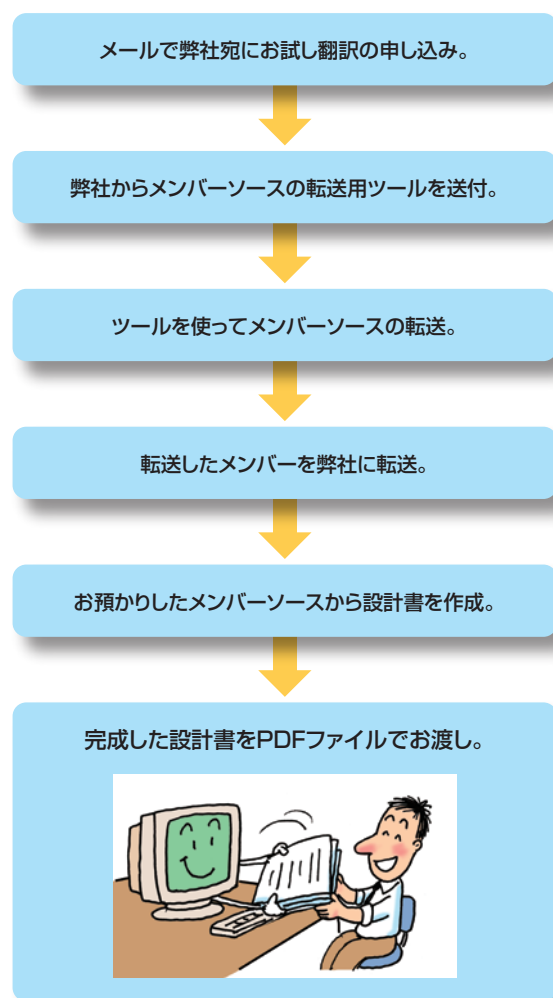 メールで弊社宛にお試し翻訳の申し込み。
弊社からメンバーソースの転送用ツールを送付。
ツールを使ってメンバーソースの転送。
転送したメンバーを弊社に転送。
お預かりしたメンバーソースから設計書を作成。
完成した設計書をPDFファイルでお渡し。